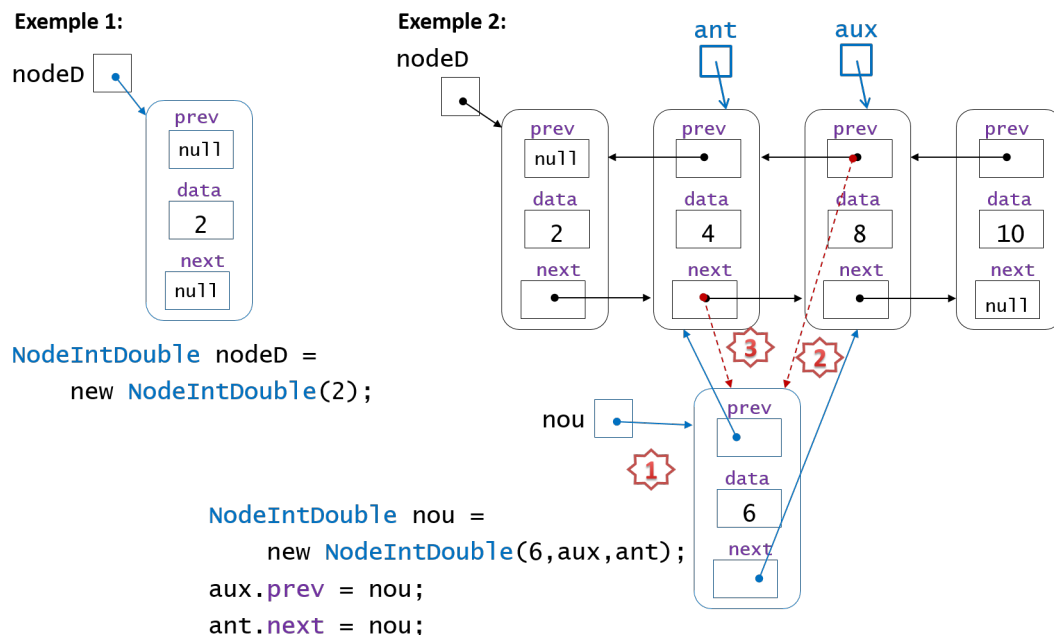 Exemple 1:
nodeD
prev
null
data
2
next
null
NodeIntDouble nodeD =
new NodeIntDouble(2);
Exemple 2:
nodeD
ant
aux
prev
null
data
2
next
prev
data
4
next
prev
data
8
next
prev
data
10
next
null
3
2
nou
1
prev
data
6
next
NodeIntDouble nou =
new NodeIntDouble(6,aux,ant);
aux.prev = nou;
ant.next = nou;